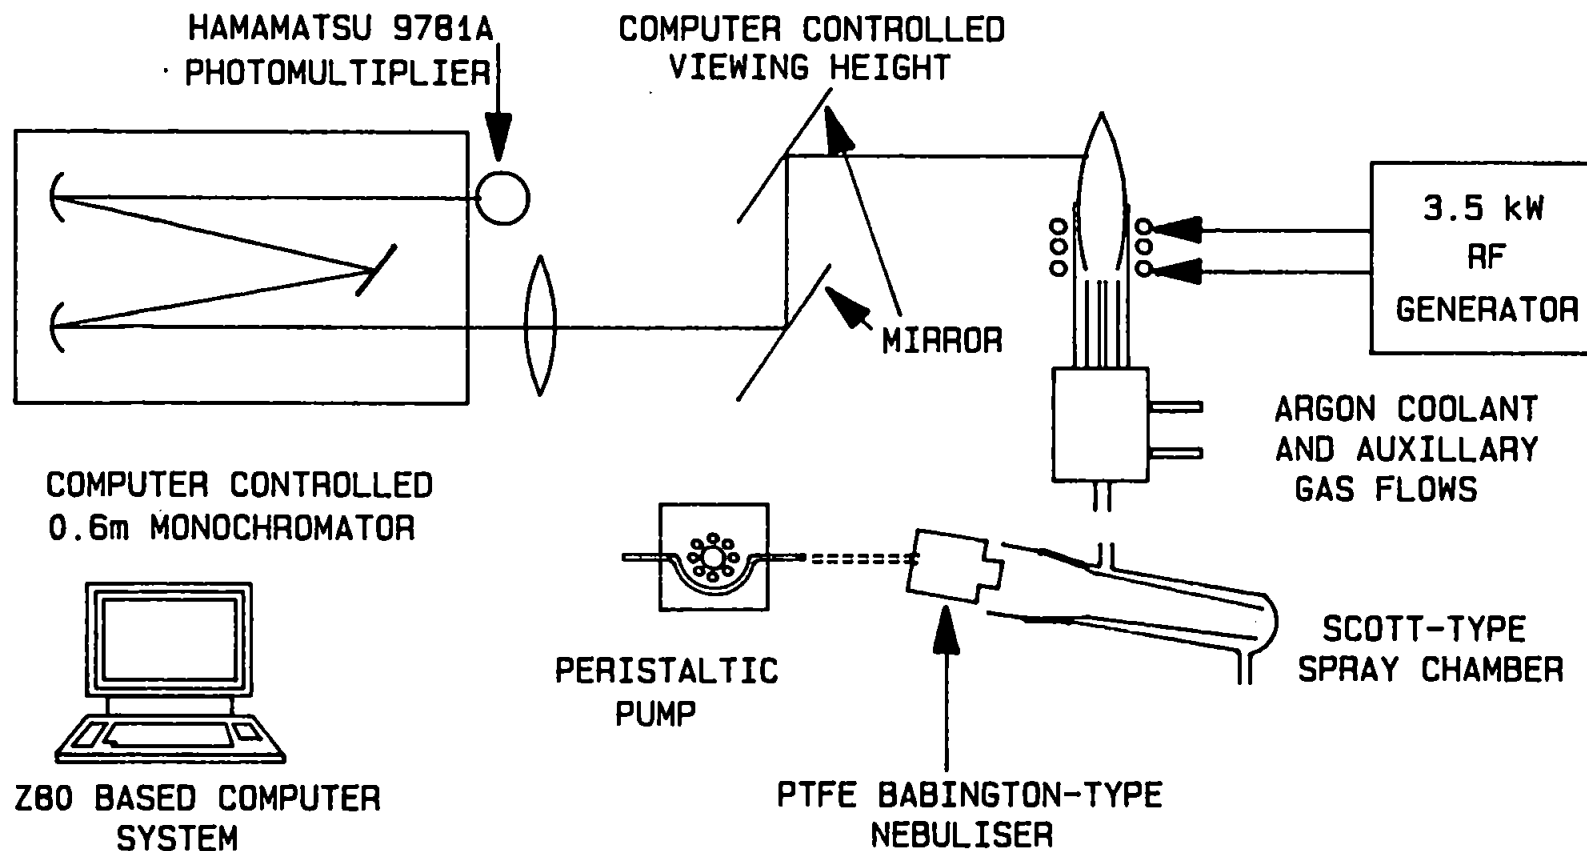 HAMAMATSU 9781A
PHOTOMULTIPLIER
COMPUTER CONTROLLED
VIEWING HEIGHT
3.5 kW
RF
GENERATOR
MIRROR
ARGON COOLANT
AND AUXILLARY
GAS FLOWS
COMPUTER CONTROLLED
0.6m MONOCHROMATOR
PERISTALTIC
PUMP
SCOTT-TYPE
SPRAY CHAMBER
Z80 BASED COMPUTER
SYSTEM
PTFE BABINGTON-TYPE
NEBULISER